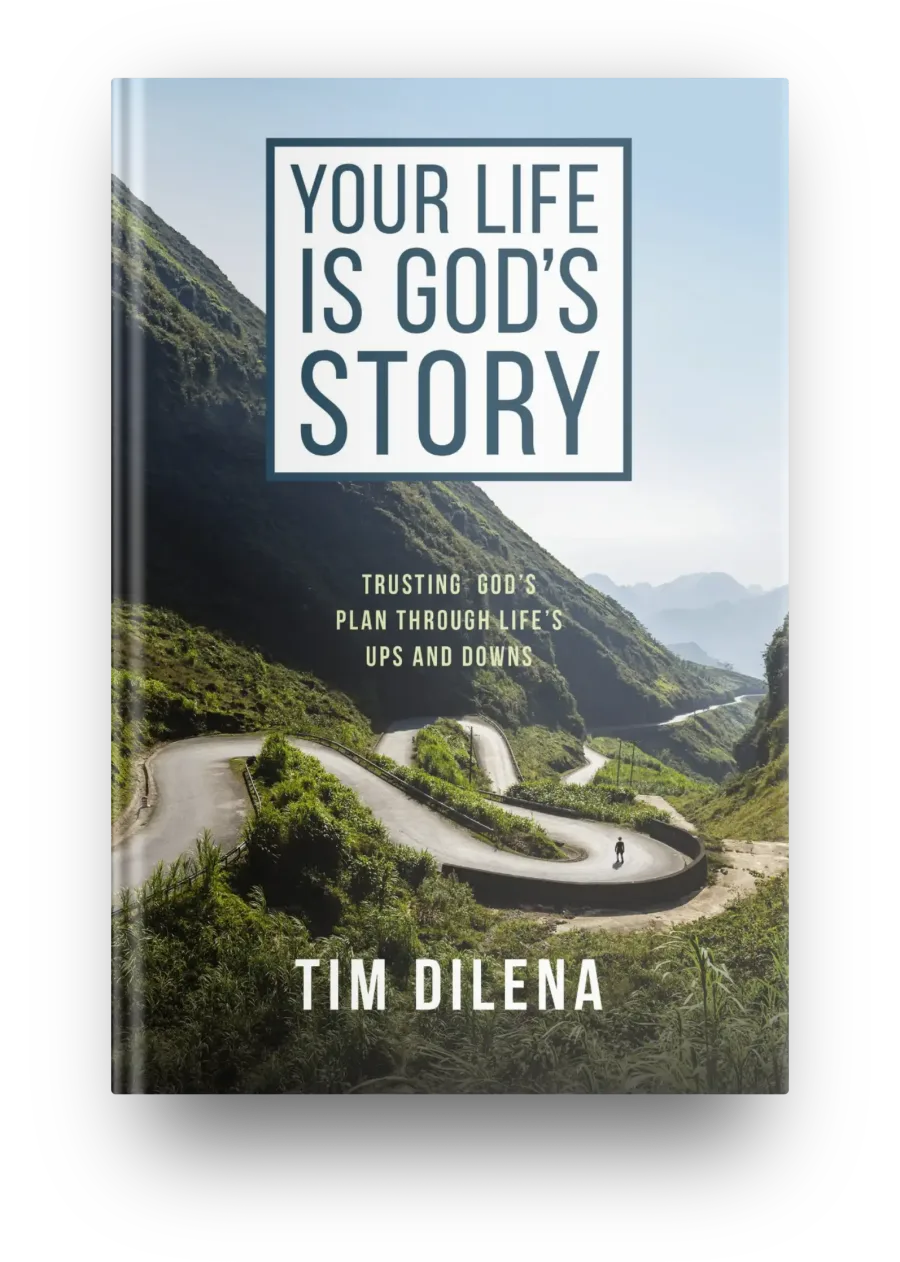 YOUR LIFE
IS GOD'S
STORY
TRUSTING GOD'S
PLAN THROUGH LIFE'S
UPS AND DOWNS
TIM DILENA